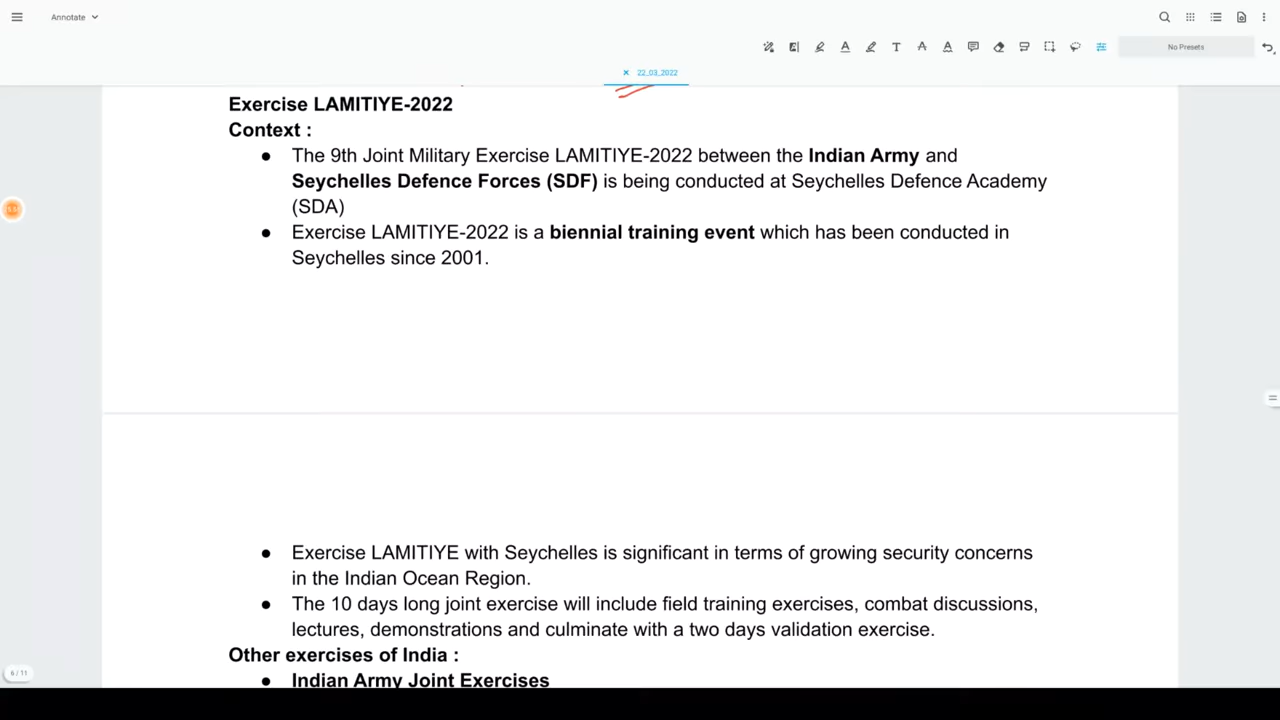 Annotate
No Presets
22_03_2022
Exercise LAMITIYE-2022
Context :
● The 9th Joint Military Exercise LAMITIYE-2022 between the Indian Army and
Seychelles Defence Forces (SDF) is being conducted at Seychelles Defence Academy
(SDA)
● Exercise LAMITIYE-2022 is a biennial training event which has been conducted in
Seychelles since 2001.
● Exercise LAMITIYE with Seychelles is significant in terms of growing security concerns
in the Indian Ocean Region.
● The 10 days long joint exercise will include field training exercises, combat discussions,
lectures, demonstrations and culminate with a two days validation exercise.
Other exercises of India :
● Indian Army Joint Exercises
6 / 11